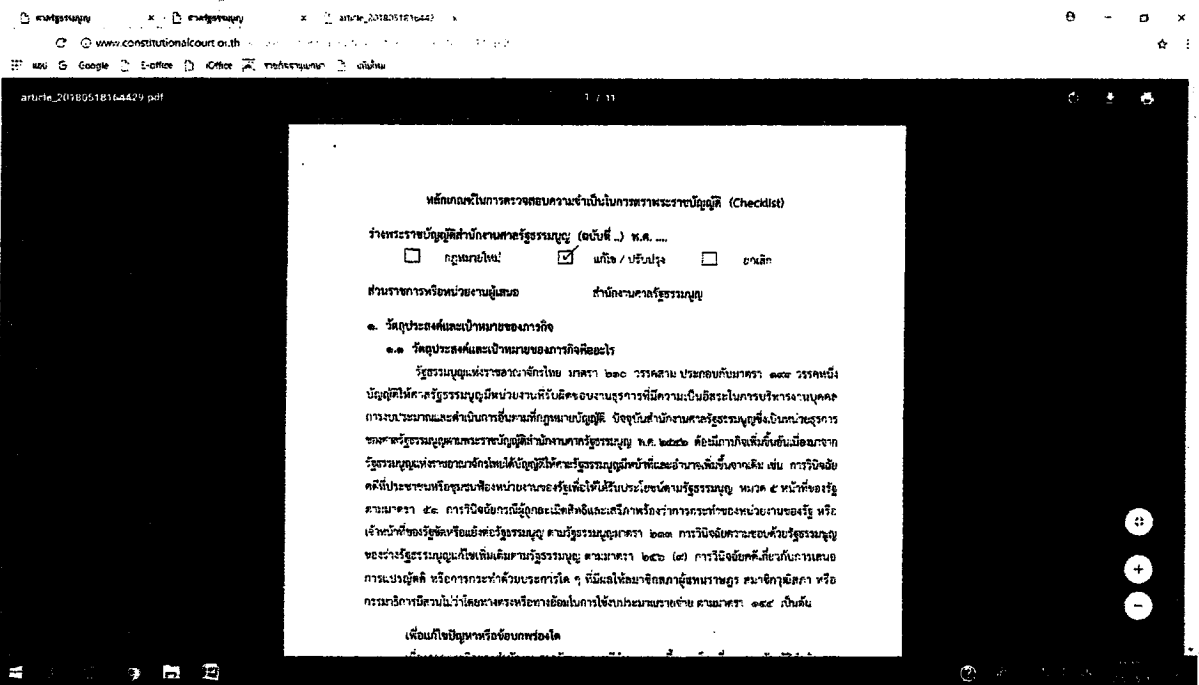 ศาลรัฐธรรมนูญ
ศาลรัฐธรรมนูญ
article_20180518164429
www.constitutionalcourt.or.th
แอป Google E-office iOffice ราชกิจจานุเบกษา
article_20180518164429.pdf
1 / 11
หลักเกณฑ์ในการตรวจสอบความจำเป็นในการตราพระราชบัญญัติ (Checklist)
ร่างพระราชบัญญัติสำนักงานศาลรัฐธรรมนูญ (ฉบับที่ ..) พ.ศ. ....
กฎหมายใหม่ แก้ไข / ปรับปรุง ยกเลิก
ส่วนราชการหรือหน่วยงานผู้เสนอ สำนักงานศาลรัฐธรรมนูญ
๑. วัตถุประสงค์และเป้าหมายของภารกิจ
๑.๑ วัตถุประสงค์และเป้าหมายของภารกิจคืออะไร
รัฐธรรมนูญแห่งราชอาณาจักรไทย มาตรา ๒๑๐ วรรคสาม ประกอบกับมาตรา ๑๙๓ วรรคหนึ่ง
บัญญัติให้ศาลรัฐธรรมนูญมีหน่วยงานที่รับผิดชอบงานธุรการที่มีความเป็นอิสระในการบริหารงานบุคคล
การงบประมาณและดำเนินการอื่นตามที่กฎหมายบัญญัติ ปัจจุบันสำนักงานศาลรัฐธรรมนูญซึ่งเป็นหน่วยธุรการ
ของศาลรัฐธรรมนูญตามพระราชบัญญัติสำนักงานศาลรัฐธรรมนูญ พ.ศ. ๒๕๔๒ ต้องมีภารกิจเพิ่มขึ้นอันเนื่องมาจาก
รัฐธรรมนูญแห่งราชอาณาจักรไทยได้บัญญัติให้ศาลรัฐธรรมนูญมีหน้าที่และอำนาจเพิ่มขึ้นจากเดิม เช่น การวินิจฉัย
คดีที่ประชาชนหรือชุมชนฟ้องหน่วยงานของรัฐเพื่อให้ได้รับประโยชน์ตามรัฐธรรมนูญ หมวด ๕ หน้าที่ของรัฐ
ตามมาตรา ๕๑ การวินิจฉัยกรณีผู้ถูกละเมิดสิทธิและเสรีภาพร้องว่าการกระทำของหน่วยงานของรัฐ หรือ
เจ้าหน้าที่ของรัฐขัดหรือแย้งต่อรัฐธรรมนูญ ตามรัฐธรรมนูญมาตรา ๒๑๓ การวินิจฉัยความชอบด้วยรัฐธรรมนูญ
ของร่างรัฐธรรมนูญแก้ไขเพิ่มเติมตามรัฐธรรมนูญ ตามมาตรา ๒๕๖ (๙) การวินิจฉัยคดีเกี่ยวกับการเสนอ
การแปรญัตติ หรือการกระทำด้วยประการใด ๆ ที่มีผลให้สมาชิกสภาผู้แทนราษฎร สมาชิกวุฒิสภา หรือ
กรรมาธิการมีส่วนไม่ว่าโดยทางตรงหรือทางอ้อมในการใช้งบประมาณรายจ่าย ตามมาตรา ๑๔๔ เป็นต้น
เพื่อแก้ไขปัญหาหรือข้อบกพร่องใด